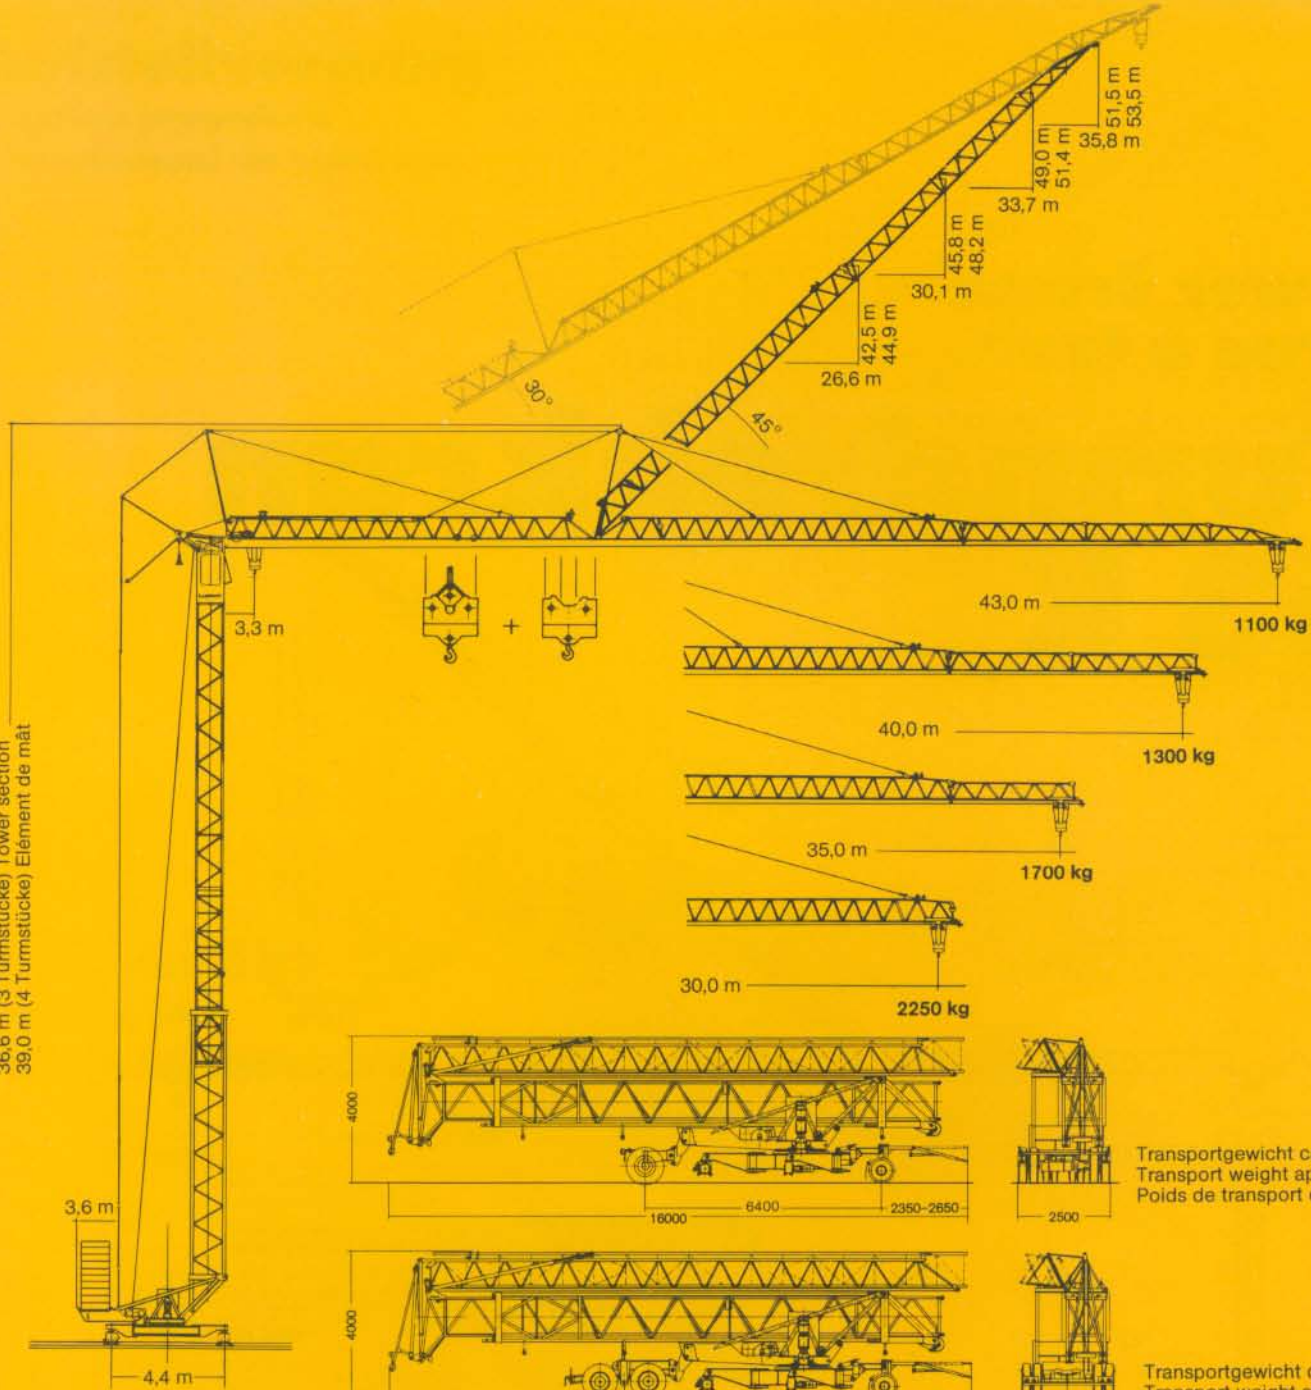 51,5 m
53,5 m
35,8 m
49,0 m
51,4 m
33,7 m
45,8 m
48,2 m
30,1 m
42,5 m
44,9 m
26,6 m
30°
45°
3,3 m
+
43,0 m
1100 kg
40,0 m
1300 kg
35,0 m
1700 kg
30,0 m
2250 kg
36,6 m (3 Turmstücke) Tower section
39,0 m (4 Turmstücke) Elément de mât
3,6 m
4,4 m
4000
6400
2350-2650
16000
2500
Transportgewicht
Transport weight
Poids de transport
4000
Transportgewicht